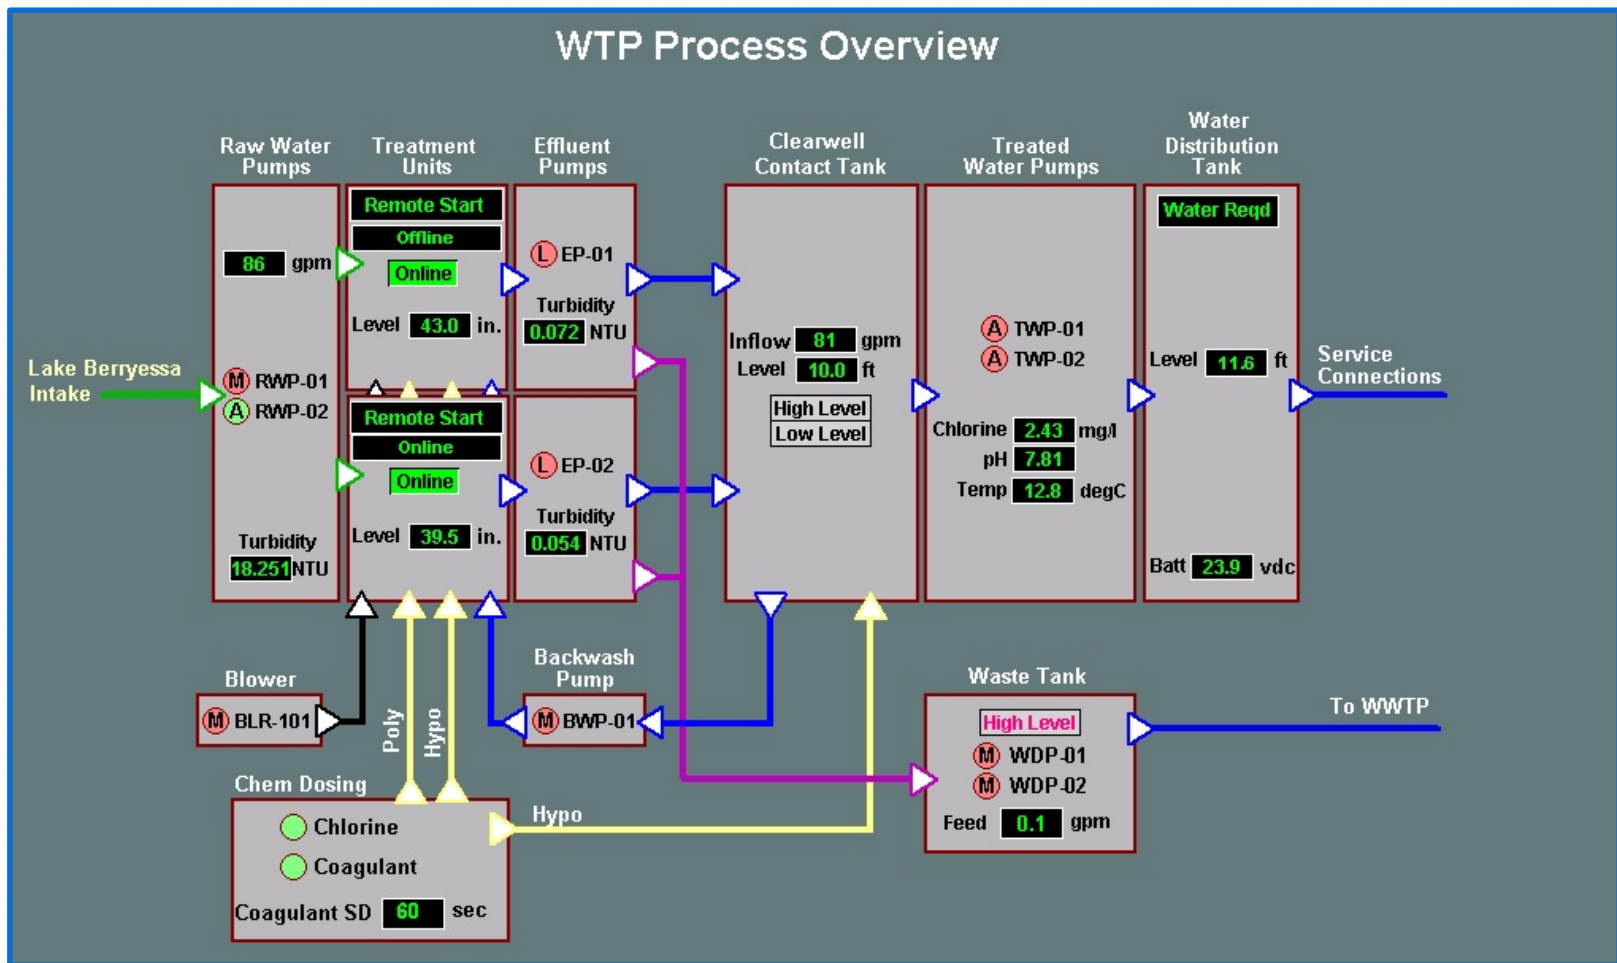 WTP Process Overview
Raw Water
Pumps
Treatment
Units
Effluent
Pumps
Clearwell
Contact Tank
Treated
Water Pumps
Water
Distribution
Tank
86 gpm
Lake Berryessa
Intake
M RWP-01
A RWP-02
Turbidity
18.251 NTU
Remote Start
Offline
Online
Level 43.0 in.
Remote Start
Online
Online
Level 39.5 in.
L EP-01
Turbidity
0.072 NTU
L EP-02
Turbidity
0.054 NTU
Inflow 81 gpm
Level 10.0 ft
High Level
Low Level
A TWP-01
A TWP-02
Chlorine 2.43 mg/l
pH 7.81
Temp 12.8 degC
Water Reqd
Level 11.6 ft
Batt 23.9 vdc
Service
Connections
Blower
M BLR-101
Poly
Hypo
Backwash
Pump
M BWP-01
Waste Tank
High Level
M WDP-01
M WDP-02
Feed 0.1 gpm
To WWTP
Chem Dosing
Chlorine
Coagulant
Coagulant SD 60 sec
Hypo